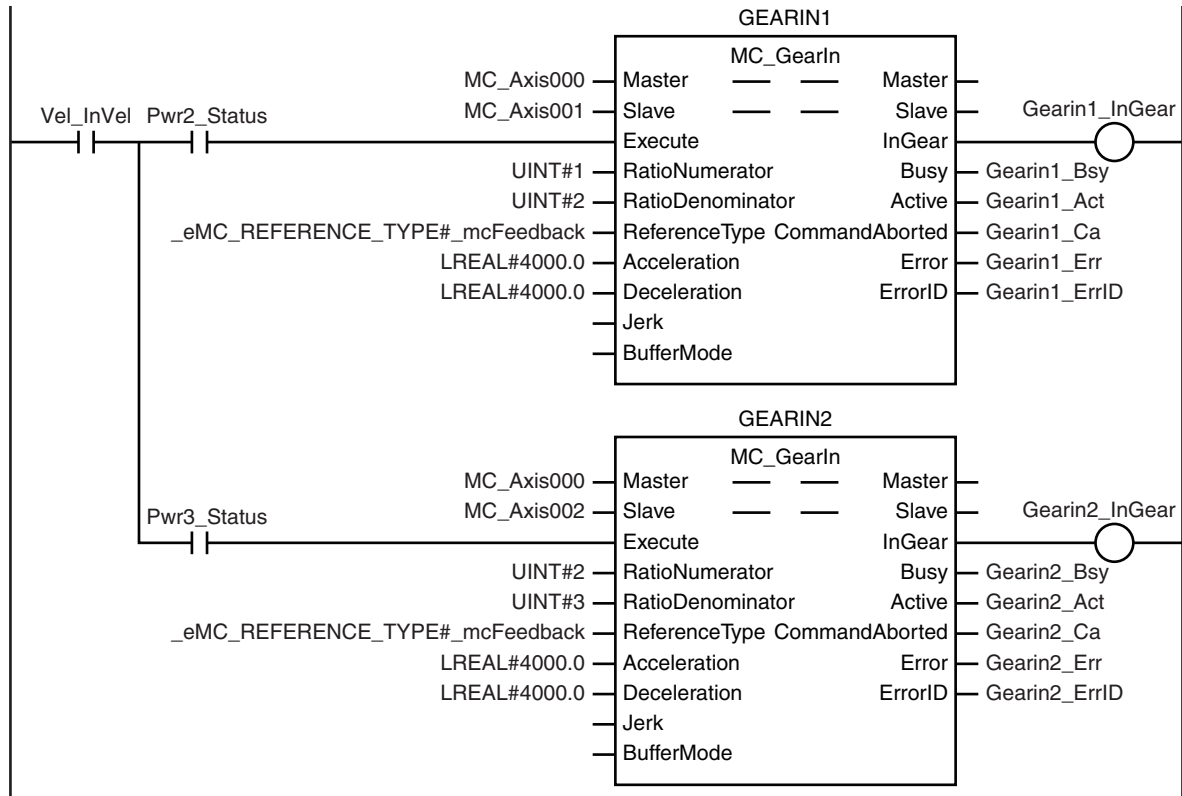 GEARIN1
MC_GearIn
MC_Axis000 Master Master
Vel_InVel Pwr2_Status MC_Axis001 Slave Slave Gearin1_InGear
Execute InGear
UINT#1 RatioNumerator Busy Gearin1_Bsy
UINT#2 RatioDenominator Active Gearin1_Act
_eMC_REFERENCE_TYPE#_mcFeedback ReferenceType CommandAborted Gearin1_Ca
LREAL#4000.0 Acceleration Error Gearin1_Err
LREAL#4000.0 Deceleration ErrorID Gearin1_ErrID
Jerk
BufferMode
GEARIN2
MC_GearIn
MC_Axis000 Master Master
Pwr3_Status MC_Axis002 Slave Slave Gearin2_InGear
Execute InGear
UINT#2 RatioNumerator Busy Gearin2_Bsy
UINT#3 RatioDenominator Active Gearin2_Act
_eMC_REFERENCE_TYPE#_mcFeedback ReferenceType CommandAborted Gearin2_Ca
LREAL#4000.0 Acceleration Error Gearin2_Err
LREAL#4000.0 Deceleration ErrorID Gearin2_ErrID
Jerk
BufferMode